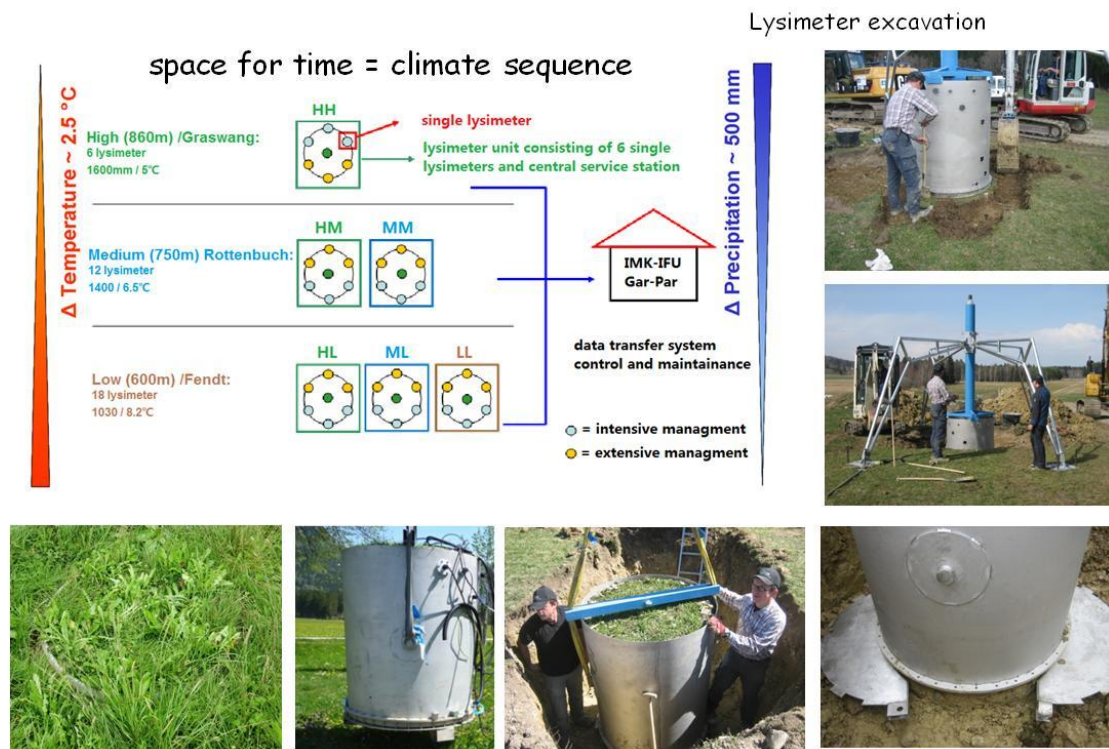 Lysimeter excavation
space for time = climate sequence
Δ Temperature ~ 2.5 °C
High (860m) /Graswang:
6 lysimeter
1600mm / 5℃
HH
single lysimeter
lysimeter unit consisting of 6 single
lysimeters and central service station
Medium (750m) Rottenbuch:
12 lysimeter
1400 / 6.5℃
HM
MM
IMK-IFU
Gar-Par
Δ Precipitation ~ 500 mm
Low (600m) /Fendt:
18 lysimeter
1030 / 8.2℃
HL
ML
LL
data transfer system
control and maintainance
= intensive managment
= extensive managment